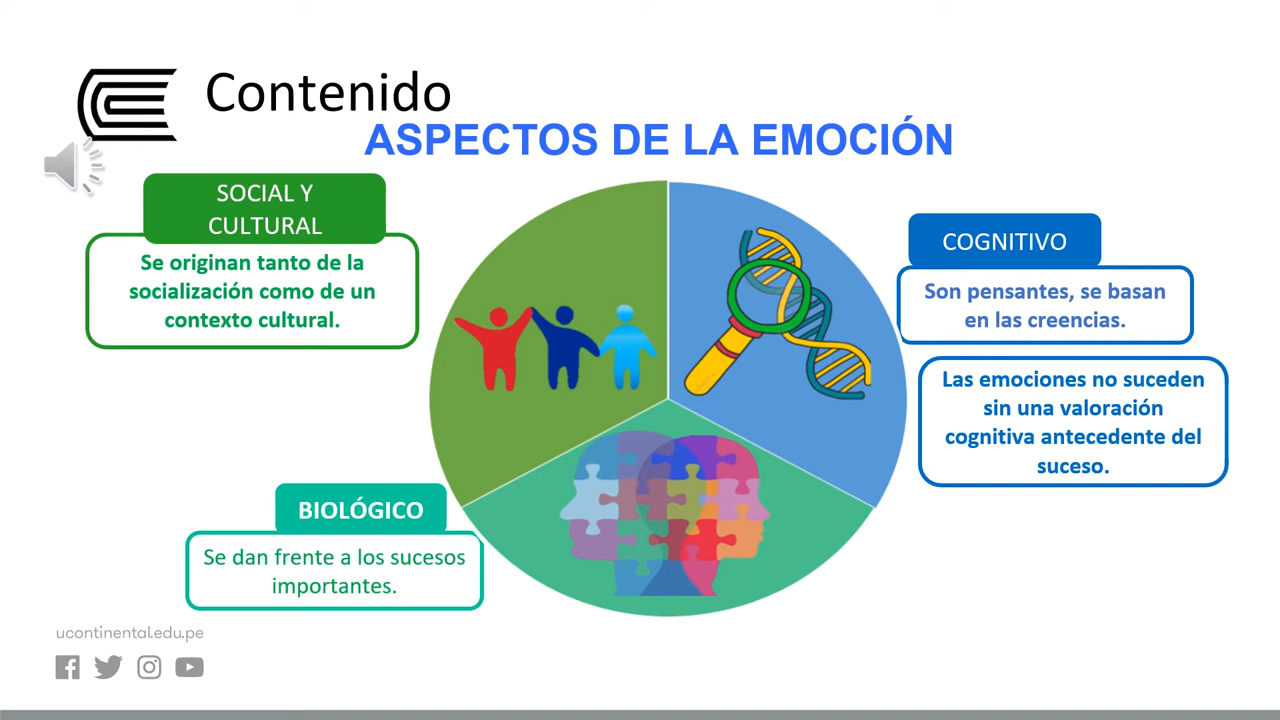 Contenido
ASPECTOS DE LA EMOCIÓN
SOCIAL Y
CULTURAL
Se originan tanto de la
socialización como de un
contexto cultural.
COGNITIVO
Son pensantes, se basan
en las creencias.
Las emociones no suceden
sin una valoración
cognitiva antecedente del
suceso.
BIOLÓGICO
Se dan frente a los sucesos
importantes.
ucontinental.edu.pe